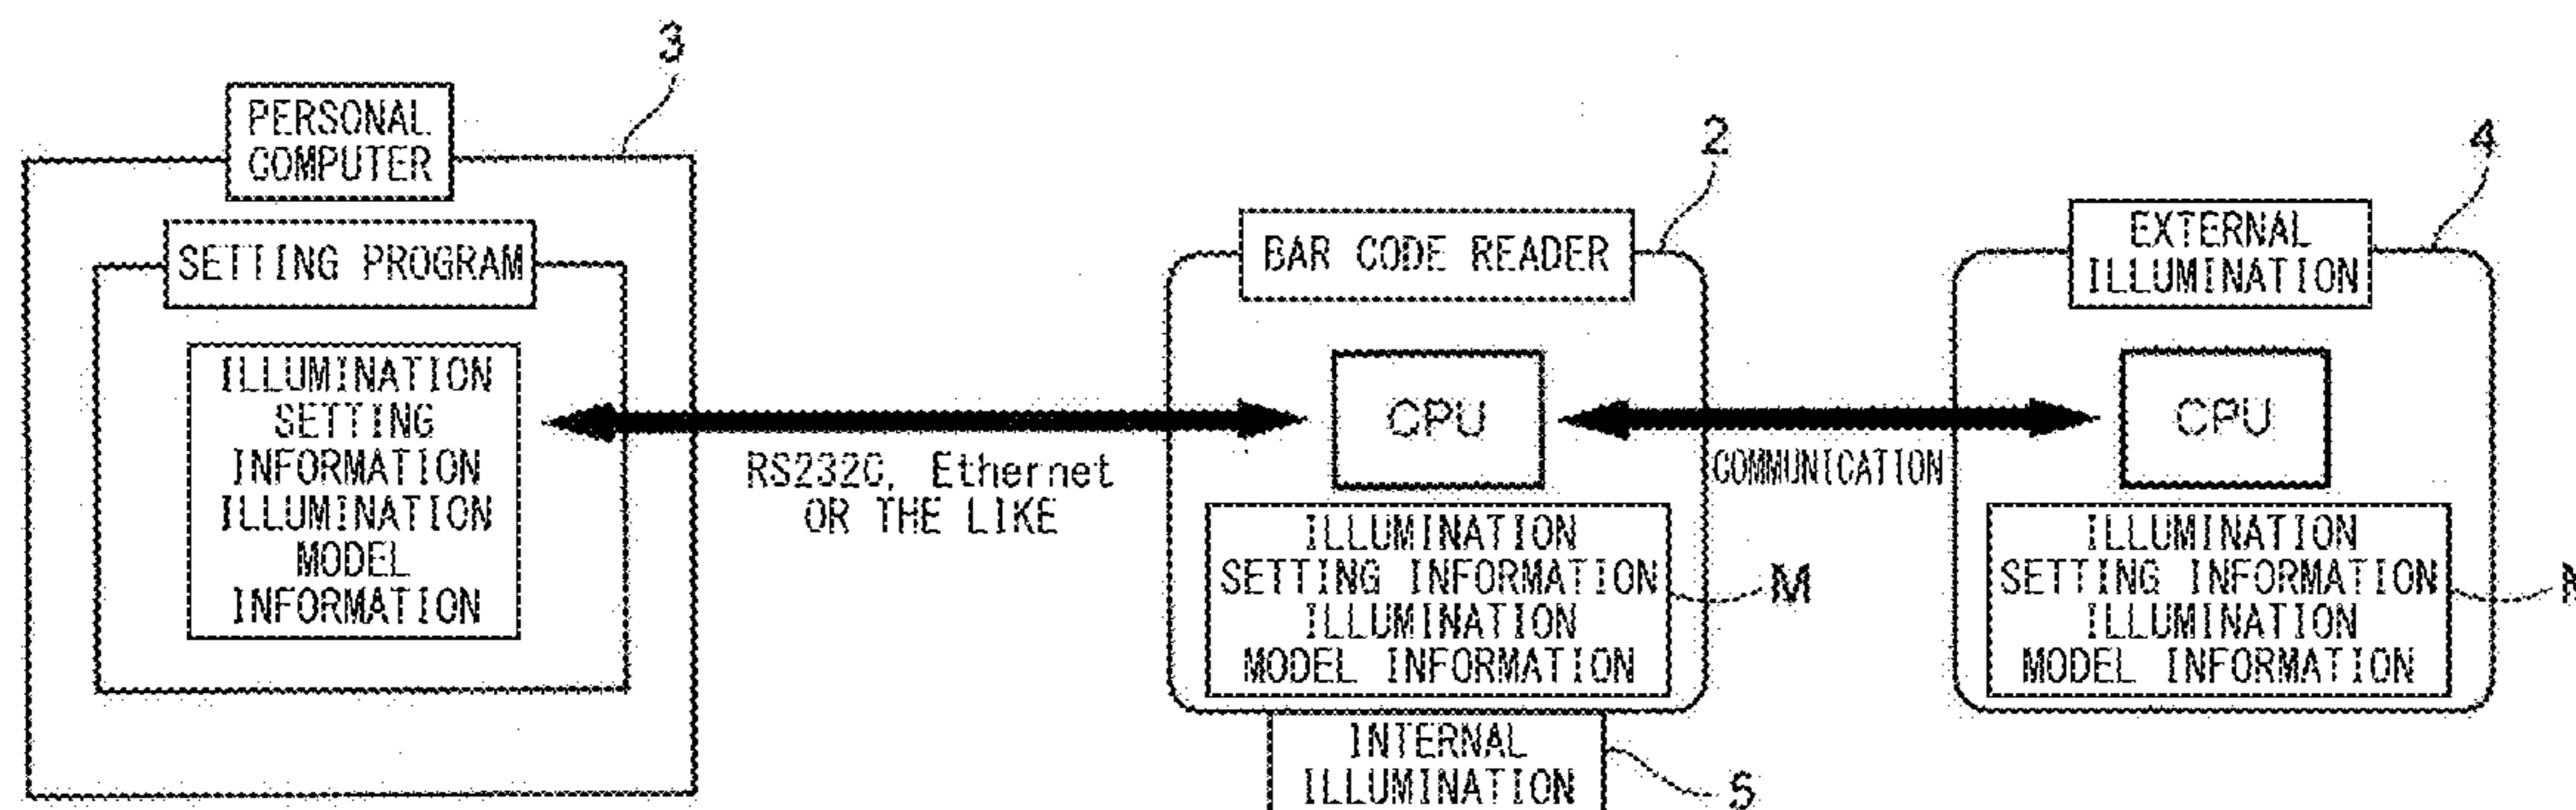 3
PERSONAL
COMPUTER
SETTING PROGRAM
ILLUMINATION
SETTING
INFORMATION
ILLUMINATION
MODEL
INFORMATION
RS232C, Ethernet
OR THE LIKE
2
BAR CODE READER
CPU
ILLUMINATION
SETTING INFORMATION
ILLUMINATION
MODEL INFORMATION
M
INTERNAL
ILLUMINATION
5
COMMUNICATION
4
EXTERNAL
ILLUMINATION
CPU
ILLUMINATION
SETTING INFORMATION
ILLUMINATION
MODEL INFORMATION